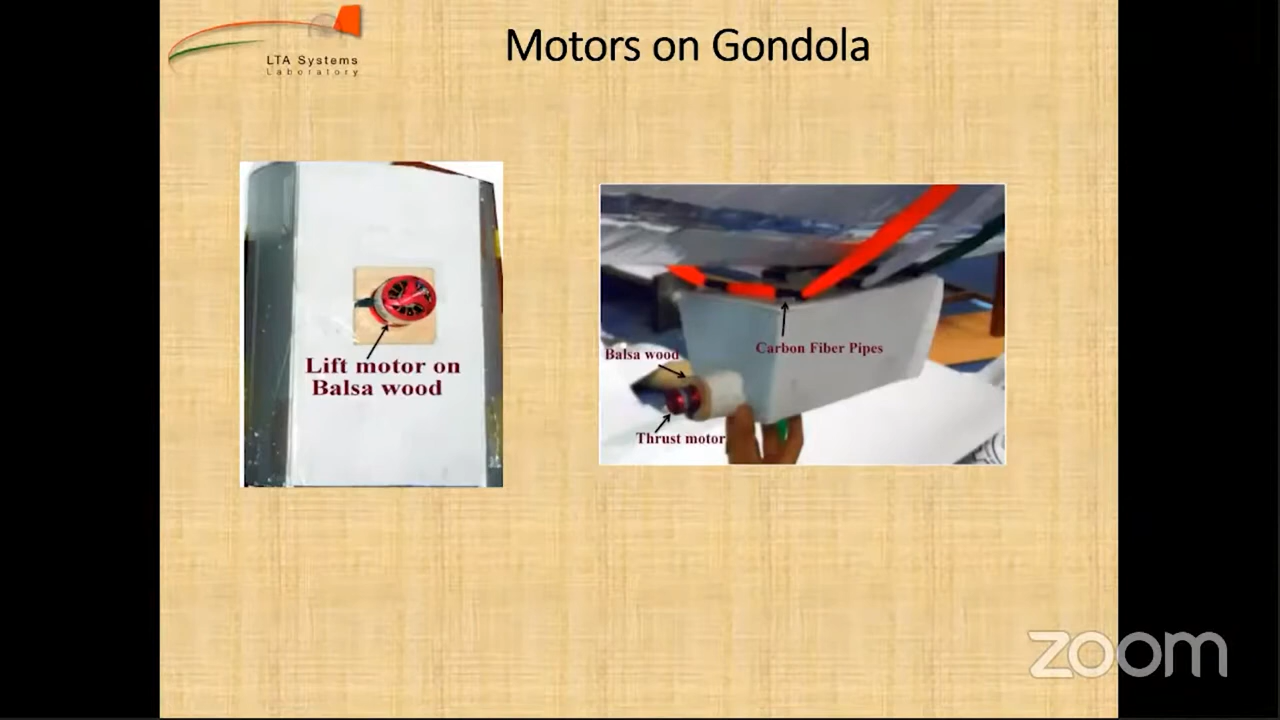 LTA Systems
Laboratory
Motors on Gondola
Lift motor on
Balsa wood
Carbon Fiber Pipes
Balsa wood
Thrust motor
zoom